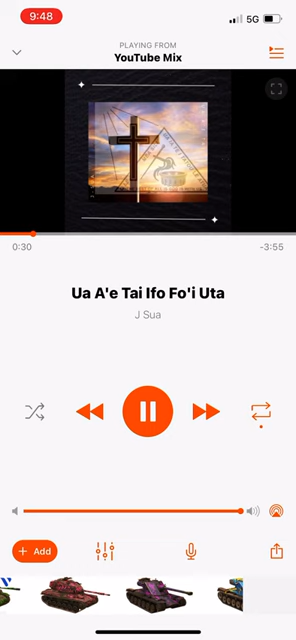 9:48
5G
PLAYING FROM
YouTube Mix
0:30
-3:55
Ua A'e Tai Ifo Fo'i Uta
J Sua
+ Add